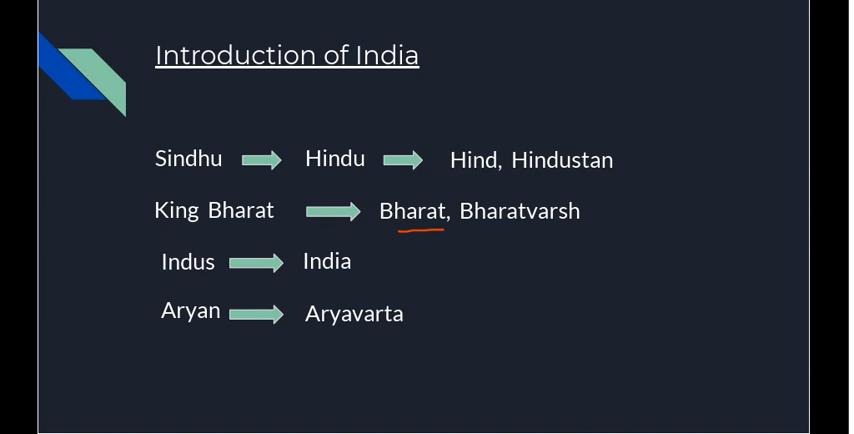 Introduction of India
Sindhu Hindu Hind, Hindustan
King Bharat Bharat, Bharatvarsh
Indus India
Aryan Aryavarta